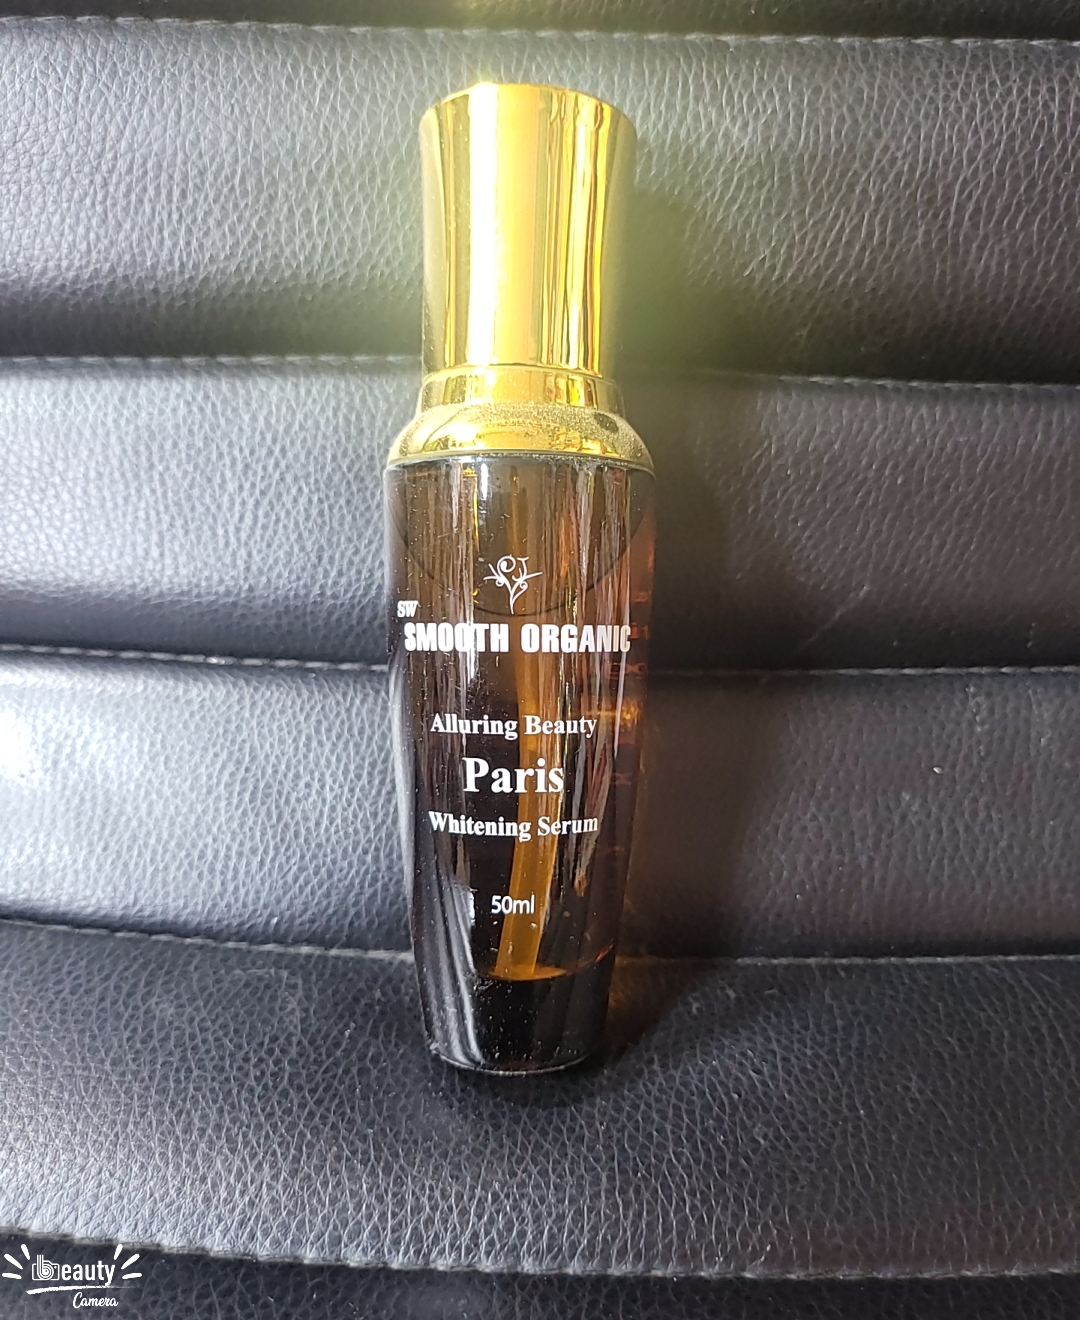 SW
SMOOTH ORGANIC
Alluring Beauty
Paris
Whitening Serum
50ml
beauty
Camera